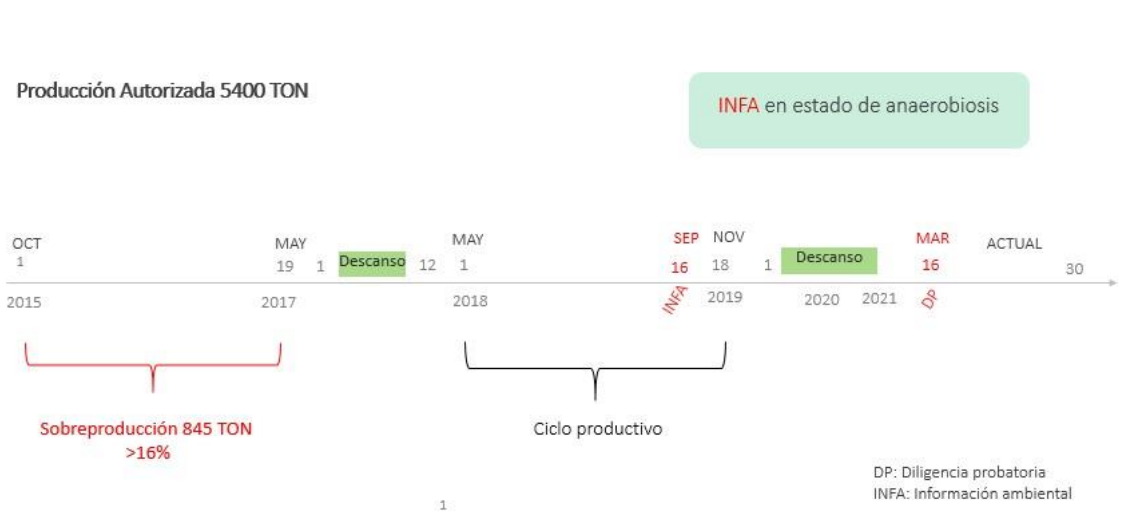 Producción Autorizada 5400 TON
INFA en estado de anaerobiosis
OCT MAY MAY SEP NOV MAR ACTUAL
1 19 1 Descanso 12 1 16 18 1 Descanso 16 30
2015 2017 2018 INFA 2019 2020 2021 DP
Sobreproducción 845 TON
>16%
Ciclo productivo
DP: Diligencia probatoria
INFA: Información ambiental
1